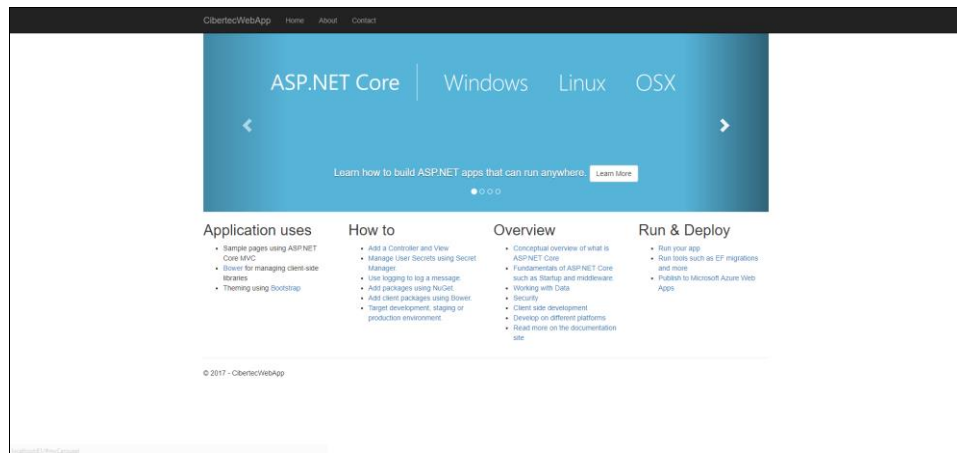 CibertecWebApp Home About Contact
ASP.NET Core Windows Linux OSX
Learn how to build ASP.NET apps that can run anywhere. Learn More
Application uses
Sample pages using ASP.NET
Core MVC
Bower for managing client-side
libraries
Theming using Bootstrap
How to
Add a Controller and View
Manage User Secrets using Secret
Manager.
Use logging to log a message.
Add packages using NuGet.
Add client packages using Bower.
Target development, staging or
production environment.
Overview
Conceptual overview of what is
ASP.NET Core
Fundamentals of ASP.NET Core
such as Startup and middleware.
Working with Data
Security
Client side development
Develop on different platforms
Read more on the documentation
site
Run & Deploy
Run your app
Run tools such as EF migrations
and more
Publish to Microsoft Azure Web
Apps
© 2017 - CibertecWebApp